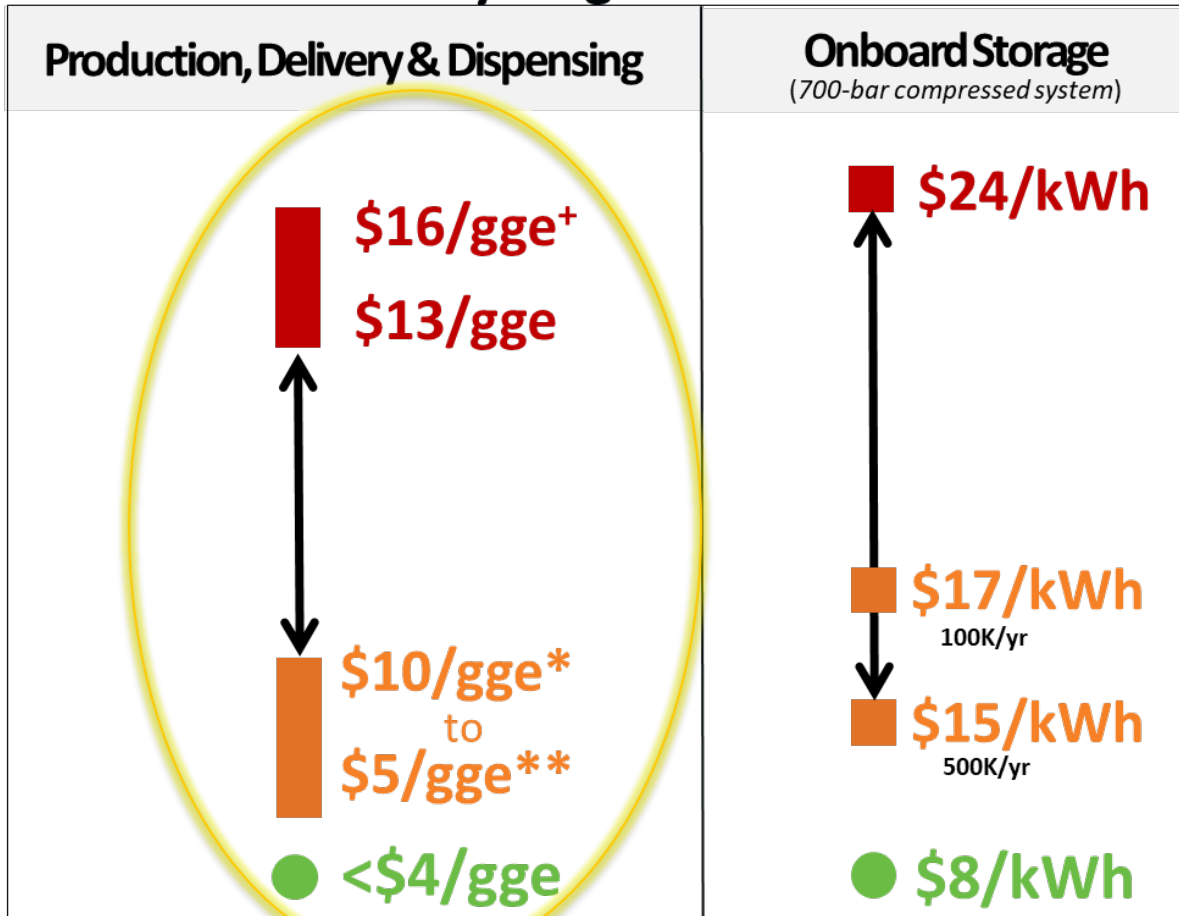 Production, Delivery & Dispensing
$16/gge+
$13/gge
$10/gge*
to
$5/gge**
<$4/gge
Onboard Storage
(700-bar compressed system)
$24/kWh
$17/kWh
100K/yr
$15/kWh
500K/yr
$8/kWh